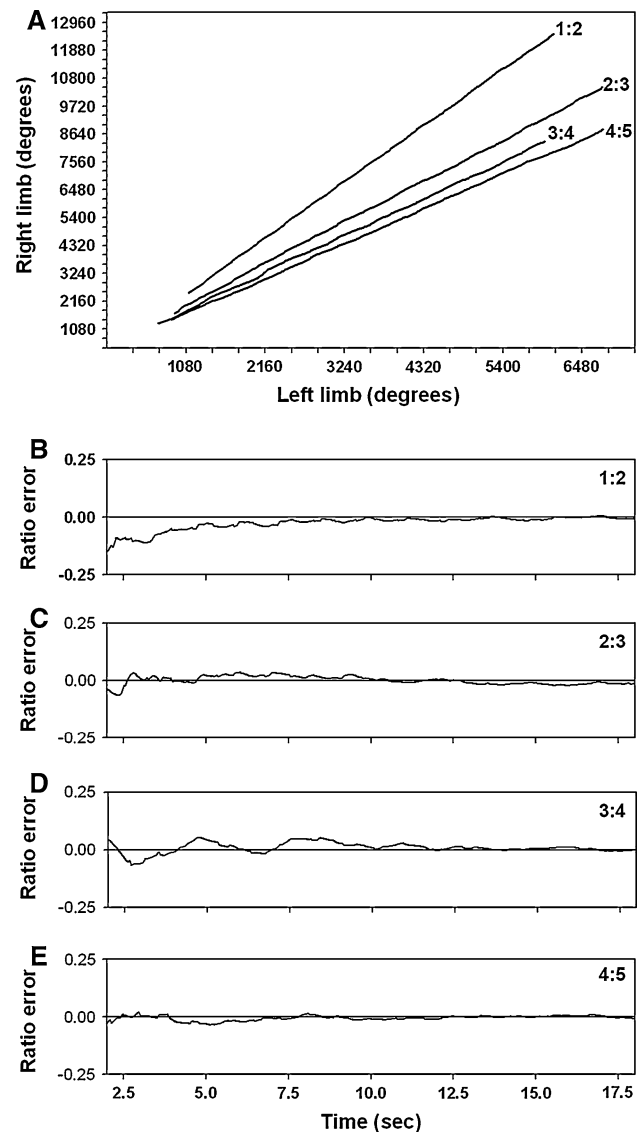 A
Right limb (degrees)
12960
11880
10800
9720
8640
7560
6480
5400
4320
3240
2160
1080
1:2
2:3
3:4
4:5
1080 2160 3240 4320 5400 6480
Left limb (degrees)
B
Ratio error
0.25
0.00
-0.25
1:2
C
Ratio error
0.25
0.00
-0.25
2:3
D
Ratio error
0.25
0.00
-0.25
3:4
E
Ratio error
0.25
0.00
-0.25
4:5
2.5 5.0 7.5 10.0 12.5 15.0 17.5
Time (sec)